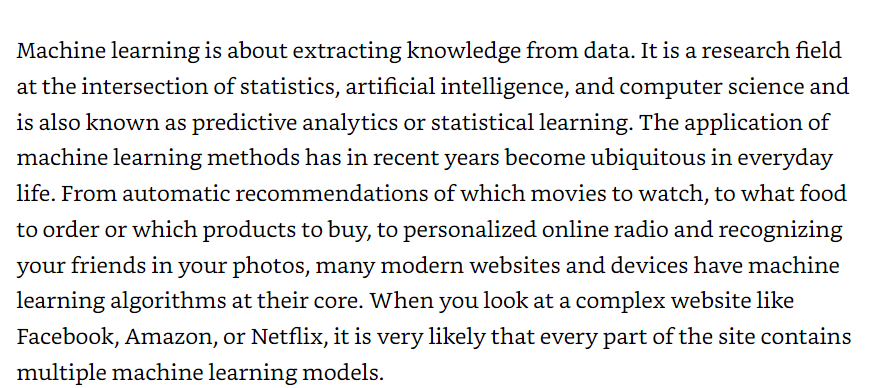 Machine learning is about extracting knowledge from data. It is a research field
at the intersection of statistics, artificial intelligence, and computer science and
is also known as predictive analytics or statistical learning. The application of
machine learning methods has in recent years become ubiquitous in everyday
life. From automatic recommendations of which movies to watch, to what food
to order or which products to buy, to personalized online radio and recognizing
your friends in your photos, many modern websites and devices have machine
learning algorithms at their core. When you look at a complex website like
Facebook, Amazon, or Netflix, it is very likely that every part of the site contains
multiple machine learning models.